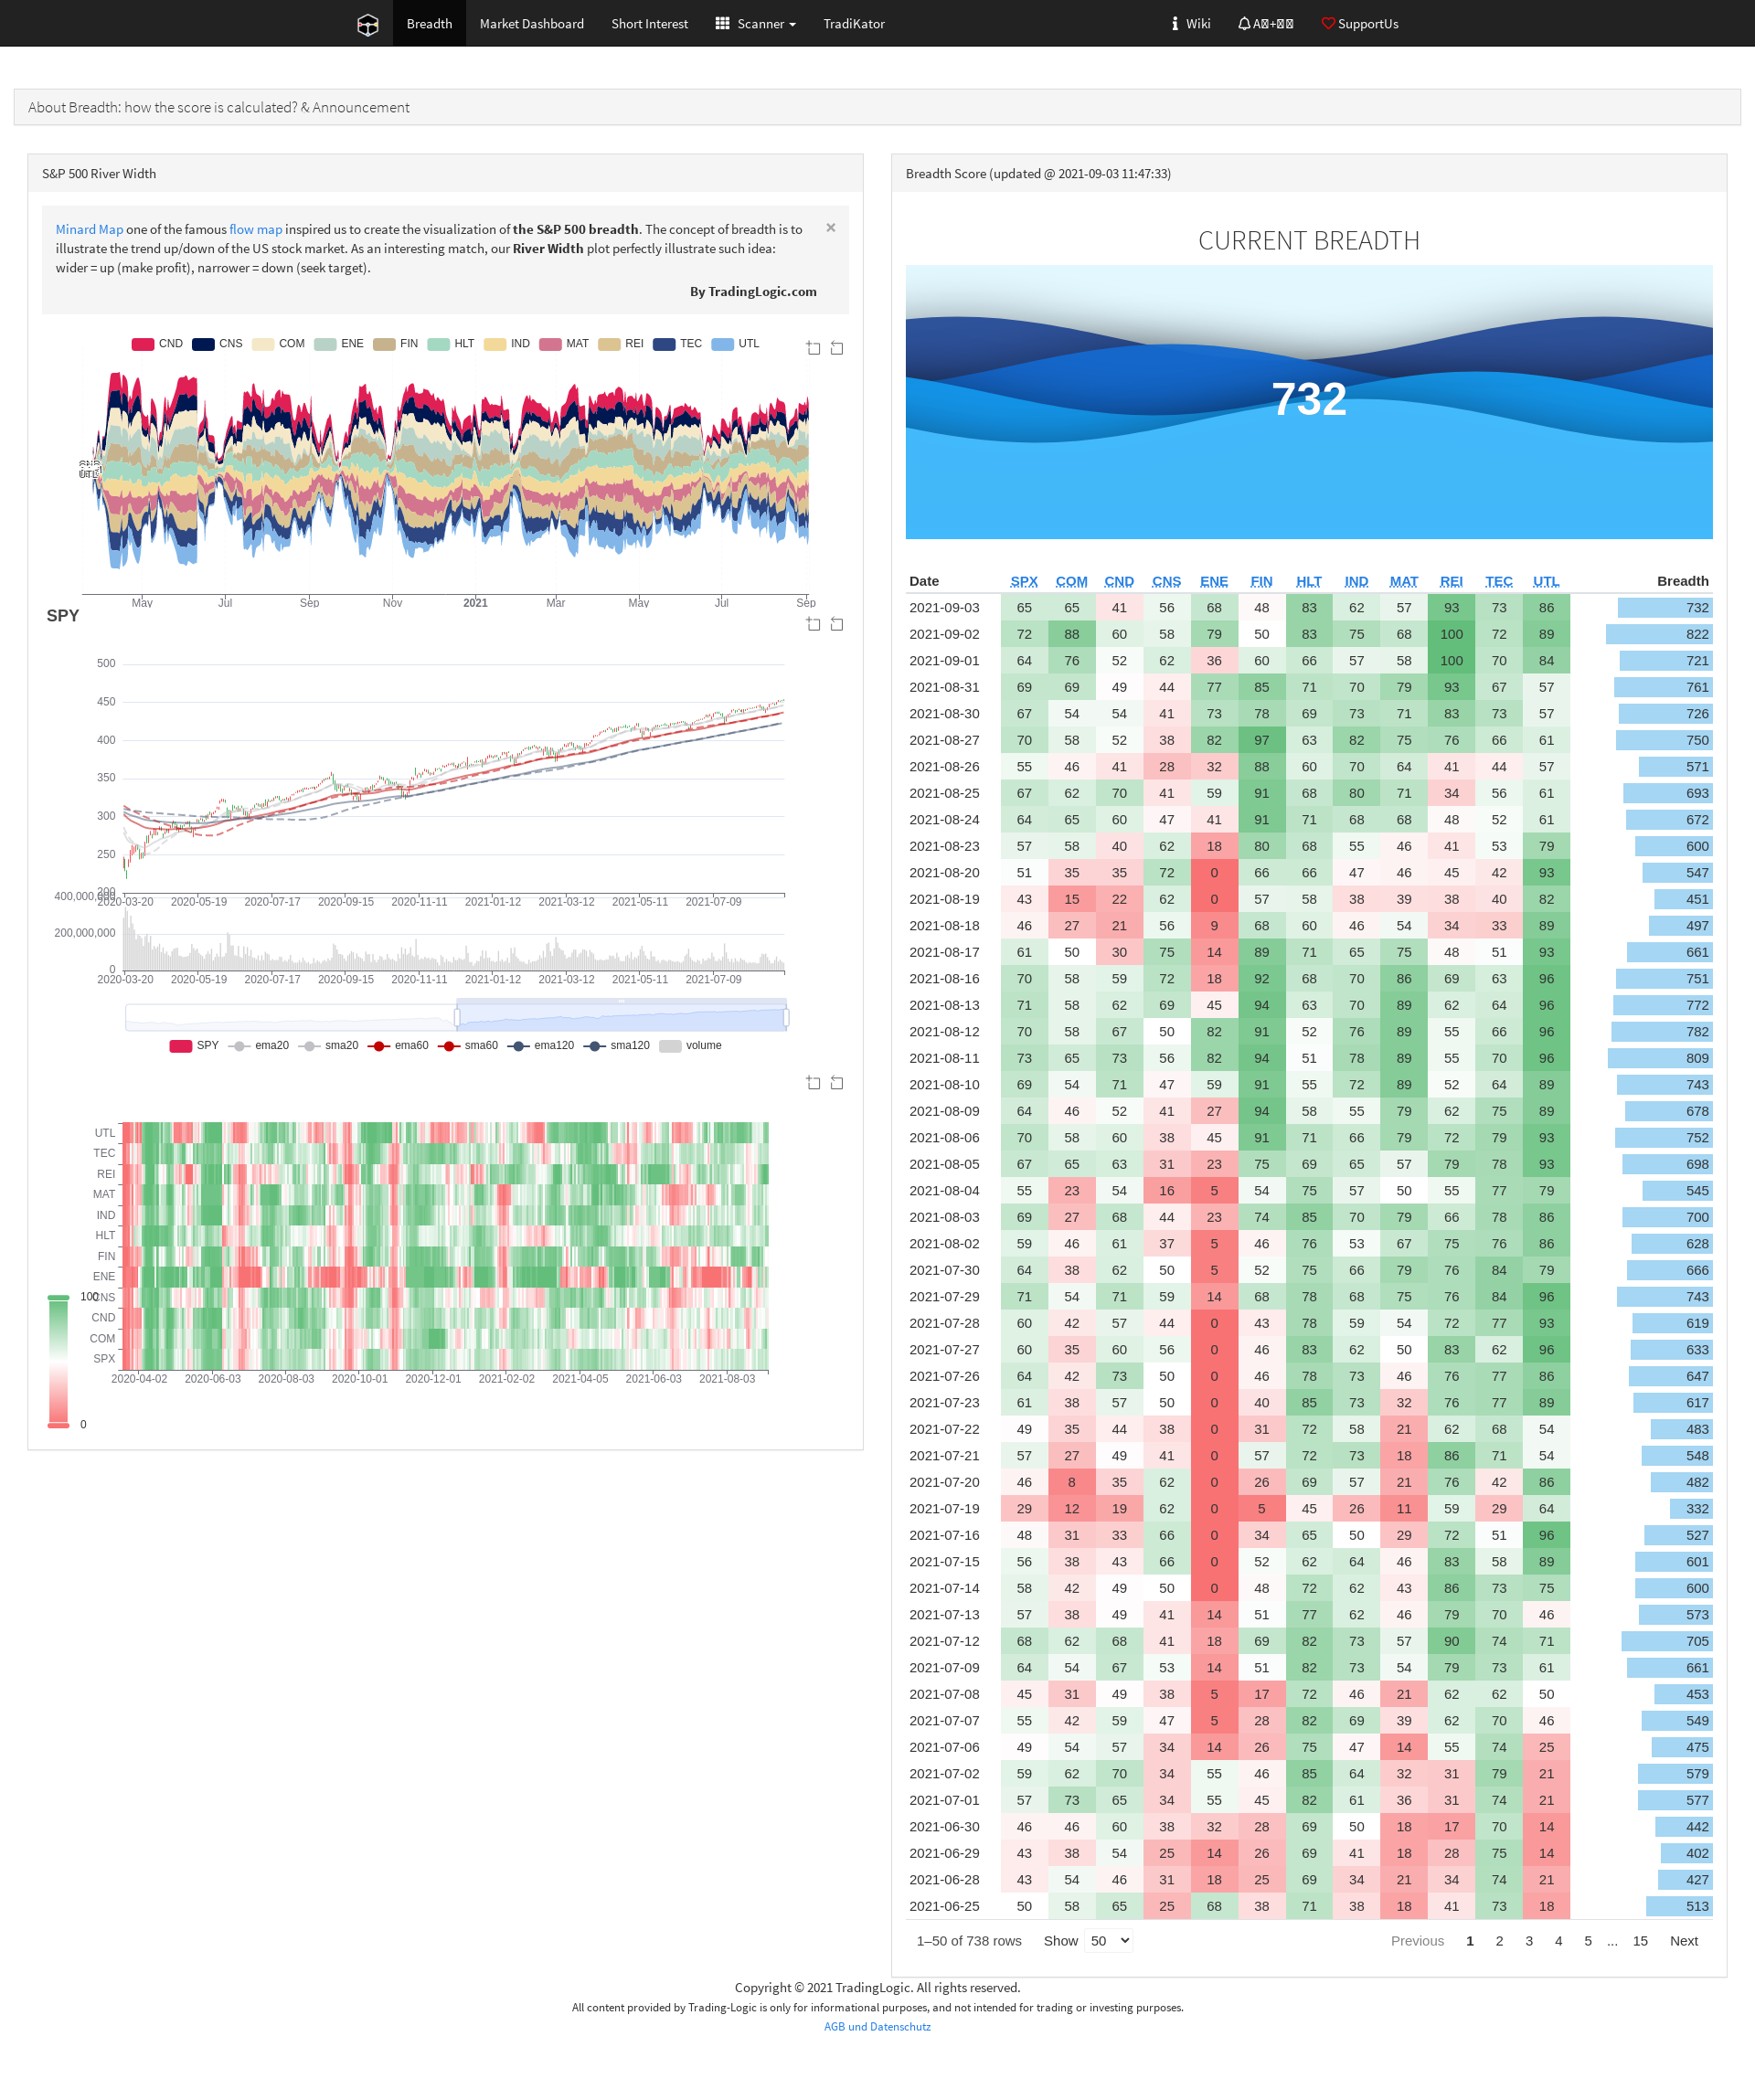 Breadth Market Dashboard Short Interest Scanner TradiKator Wiki SupportUs
About Breadth: how the score is calculated? & Announcement
S&P 500 River Width
Minard Map one of the famous flow map inspired us to create the visualization of the S&P 500 breadth. The concept of breadth is to
illustrate the trend up/down of the US stock market. As an interesting match, our River Width plot perfectly illustrate such idea:
wider = up (make profit), narrower = down (seek target).
By TradingLogic.com
×
CND CNS COM ENE FIN HLT IND MAT REI TEC UTL
UTL
May Jul Sep Nov 2021 Mar May Jul Sep
SPY
500
450
400
350
300
250
200
2020-03-20 2020-05-19 2020-07-17 2020-09-15 2020-11-11 2021-01-12 2021-03-12 2021-05-11 2021-07-09
400,000,000
200,000,000
0
2020-03-20 2020-05-19 2020-07-17 2020-09-15 2020-11-11 2021-01-12 2021-03-12 2021-05-11 2021-07-09
SPY ema20 sma20 ema60 sma60 ema120 sma120 volume
UTL
TEC
REI
MAT
IND
HLT
FIN
ENE
CNS
CND
COM
SPX
2020-04-02 2020-06-03 2020-08-03 2020-10-01 2020-12-01 2021-02-02 2021-04-05 2021-06-03 2021-08-03
100
0
Breadth Score (updated @ 2021-09-03 11:47:33)
CURRENT BREADTH
732
Date SPX COM CND CNS ENE FIN HLT IND MAT REI TEC UTL Breadth
2021-09-03 65 65 41 56 68 48 83 62 57 93 73 86 732
2021-09-02 72 88 60 58 79 50 83 75 68 100 72 89 822
2021-09-01 64 76 52 62 36 60 66 57 58 100 70 84 721
2021-08-31 69 69 49 44 77 85 71 70 79 93 67 57 761
2021-08-30 67 54 54 41 73 78 69 73 71 83 73 57 726
2021-08-27 70 58 52 38 82 97 63 82 75 76 66 61 750
2021-08-26 55 46 41 28 32 88 60 70 64 41 44 57 571
2021-08-25 67 62 70 41 59 91 68 80 71 34 56 61 693
2021-08-24 64 65 60 47 41 91 71 68 68 48 52 61 672
2021-08-23 57 58 40 62 18 80 68 55 46 41 53 79 600
2021-08-20 51 35 35 72 0 66 66 47 46 45 42 93 547
2021-08-19 43 15 22 62 0 57 58 38 39 38 40 82 451
2021-08-18 46 27 21 56 9 68 60 46 54 34 33 89 497
2021-08-17 61 50 30 75 14 89 71 65 75 48 51 93 661
2021-08-16 70 58 59 72 18 92 68 70 86 69 63 96 751
2021-08-13 71 58 62 69 45 94 63 70 89 62 64 96 772
2021-08-12 70 58 67 50 82 91 52 76 89 55 66 96 782
2021-08-11 73 65 73 56 82 94 51 78 89 55 70 96 809
2021-08-10 69 54 71 47 59 91 55 72 89 52 64 89 743
2021-08-09 64 46 52 41 27 94 58 55 79 62 75 89 678
2021-08-06 70 58 60 38 45 91 71 66 79 72 79 93 752
2021-08-05 67 65 63 31 23 75 69 65 57 79 78 93 698
2021-08-04 55 23 54 16 5 54 75 57 50 55 77 79 545
2021-08-03 69 27 68 44 23 74 85 70 79 66 78 86 700
2021-08-02 59 46 61 37 5 46 76 53 67 75 76 86 628
2021-07-30 64 38 62 50 5 52 75 66 79 76 84 79 666
2021-07-29 71 54 71 59 14 68 78 68 75 76 84 96 743
2021-07-28 60 42 57 44 0 43 78 59 54 72 77 93 619
2021-07-27 60 35 60 56 0 46 83 62 50 83 62 96 633
2021-07-26 64 42 73 50 0 46 78 73 46 76 77 86 647
2021-07-23 61 38 57 50 0 40 85 73 32 76 77 89 617
2021-07-22 49 35 44 38 0 31 72 58 21 62 68 54 483
2021-07-21 57 27 49 41 0 57 72 73 18 86 71 54 548
2021-07-20 46 8 35 62 0 26 69 57 21 76 42 86 482
2021-07-19 29 12 19 62 0 5 45 26 11 59 29 64 332
2021-07-16 48 31 33 66 0 34 65 50 29 72 51 96 527
2021-07-15 56 38 43 66 0 52 62 64 46 83 58 89 601
2021-07-14 58 42 49 50 0 48 72 62 43 86 73 75 600
2021-07-13 57 38 49 41 14 51 77 62 46 79 70 46 573
2021-07-12 68 62 68 41 18 69 82 73 57 90 74 71 705
2021-07-09 64 54 67 53 14 51 82 73 54 79 73 61 661
2021-07-08 45 31 49 38 5 17 72 46 21 62 62 50 453
2021-07-07 55 42 59 47 5 28 82 69 39 62 70 46 549
2021-07-06 49 54 57 34 14 26 75 47 14 55 74 25 475
2021-07-02 59 62 70 34 55 46 85 64 32 31 79 21 579
2021-07-01 57 73 65 34 55 45 82 61 36 31 74 21 577
2021-06-30 46 46 60 38 32 28 69 50 18 17 70 14 442
2021-06-29 43 38 54 25 14 26 69 41 18 28 75 14 402
2021-06-28 43 54 46 31 18 25 69 34 21 34 74 21 427
2021-06-25 50 58 65 25 68 38 71 38 18 41 73 18 513
1–50 of 738 rows Show 50 Previous 1 2 3 4 5 ... 15 Next
Copyright © 2021 TradingLogic. All rights reserved.
All content provided by Trading-Logic is only for informational purposes, and not intended for trading or investing purposes.
AGB und Datenschutz